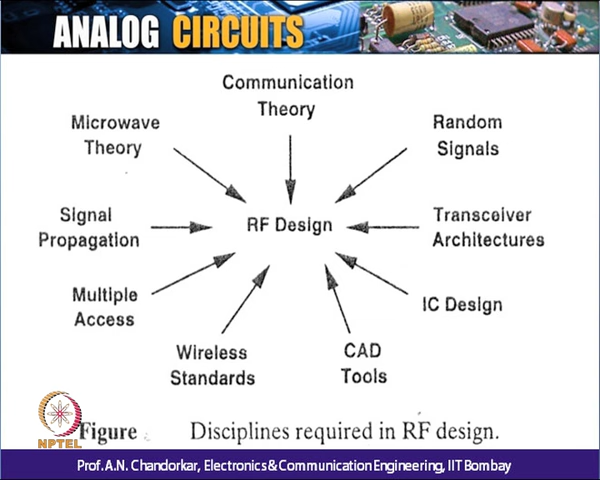 ANALOG CIRCUITS
Communication
Theory
Microwave
Theory
Random
Signals
Signal
Propagation
RF Design
Transceiver
Architectures
Multiple
Access
IC Design
Wireless
Standards
CAD
Tools
NPTEL
Figure Disciplines required in RF design.
Prof. A.N. Chandorkar, Electronics & Communication Engineering, IIT Bombay